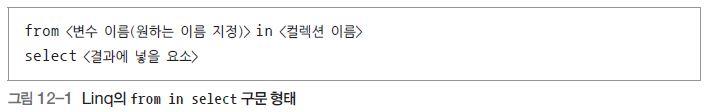 from <변수 이름(원하는 이름 지정)> in <컬렉션 이름>
select <결과에 넣을 요소>
그림 12-1 Linq의 from in select 구문 형태